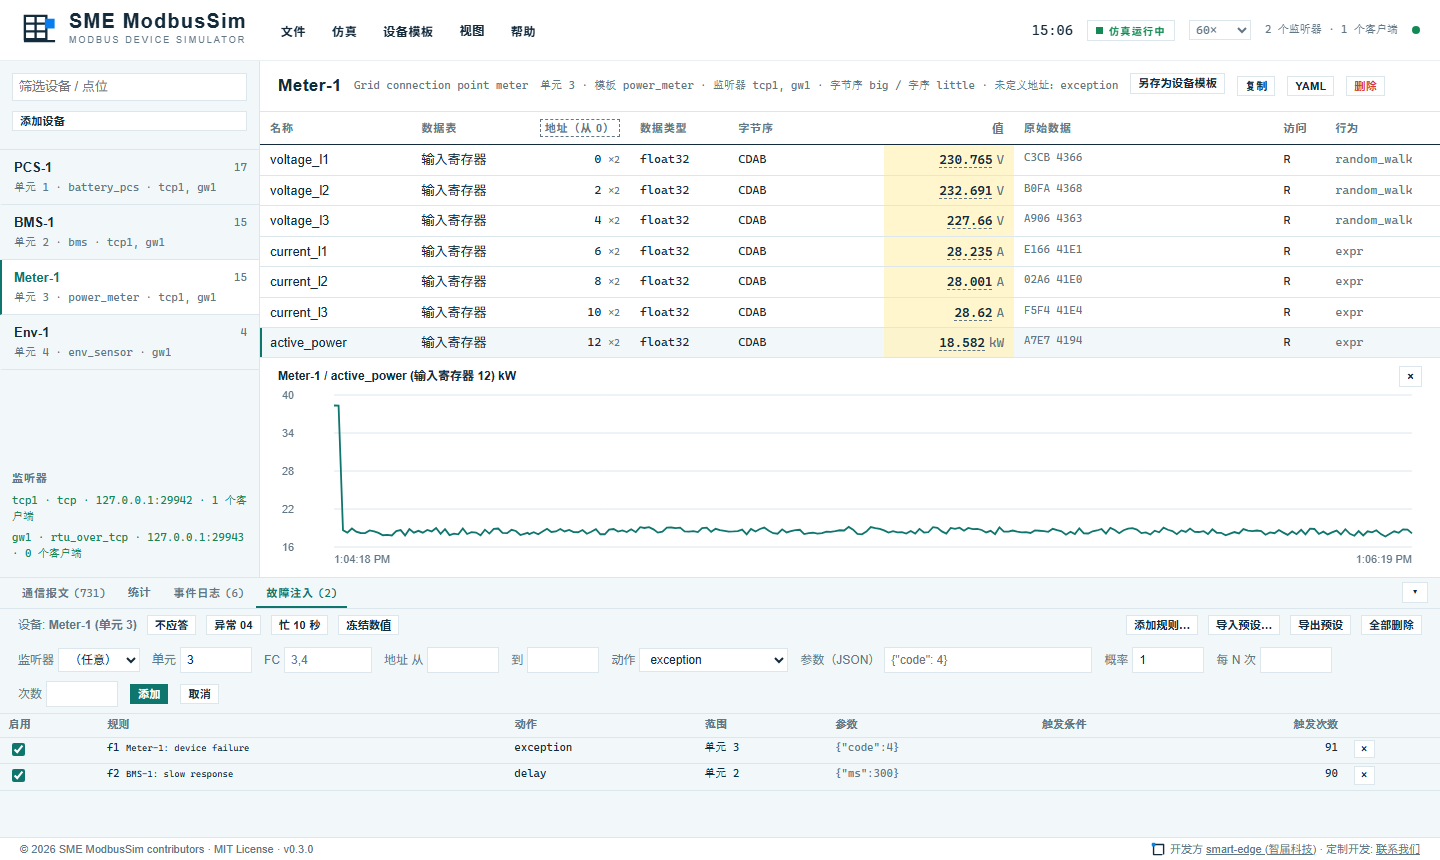 SME ModbusSim
MODBUS DEVICE SIMULATOR
文件 仿真 设备模板 视图 帮助
15:06 仿真运行中 60× 2 个监听器 · 1 个客户端
筛选设备 / 点位
添加设备
PCS-1 17
单元 1 · battery_pcs · tcp1, gw1
BMS-1 15
单元 2 · bms · tcp1, gw1
Meter-1 15
单元 3 · power_meter · tcp1, gw1
Env-1 4
单元 4 · env_sensor · gw1
监听器
tcp1 · tcp · 127.0.0.1:29942 · 1 个客
户端
gw1 · rtu_over_tcp · 127.0.0.1:29943
· 0 个客户端
Meter-1 Grid connection point meter 单元 3 · 模板 power_meter · 监听器 tcp1, gw1 · 字节序 big / 字序 little · 未定义地址: exception 另存为设备模板 复制 YAML 删除
名称 数据表 地址（从 0） 数据类型 字节序 值 原始数据 访问 行为
voltage_l1 输入寄存器 0 ×2 float32 CDAB 230.765 V C3CB 4366 R random_walk
voltage_l2 输入寄存器 2 ×2 float32 CDAB 232.691 V B0FA 4368 R random_walk
voltage_l3 输入寄存器 4 ×2 float32 CDAB 227.66 V A906 4363 R random_walk
current_l1 输入寄存器 6 ×2 float32 CDAB 28.235 A E166 41E1 R expr
current_l2 输入寄存器 8 ×2 float32 CDAB 28.001 A 02A6 41E0 R expr
current_l3 输入寄存器 10 ×2 float32 CDAB 28.62 A F5F4 41E4 R expr
active_power 输入寄存器 12 ×2 float32 CDAB 18.582 kW A7E7 4194 R expr
Meter-1 / active_power (输入寄存器 12) kW ×
40
34
28
22
16
1:04:18 PM 1:06:19 PM
通信报文 (731) 统计 事件日志 (6) 故障注入 (2) ▾
设备: Meter-1 (单元 3) 不应答 异常 04 忙 10 秒 冻结数值 添加规则… 导入预设… 导出预设 全部删除
监听器 （任意） 单元 3 FC 3,4 地址 从 到 动作 exception 参数（JSON） {"code": 4} 概率 1 每 N 次
次数 添加 取消
启用 规则 动作 范围 参数 触发条件 触发次数
f1 Meter-1: device failure exception 单元 3 {"code":4} 91 ×
f2 BMS-1: slow response delay 单元 2 {"ms":300} 90 ×
© 2026 SME ModbusSim contributors · MIT License · v0.3.0 开发方 smart-edge (智届科技) · 定制开发: 联系我们